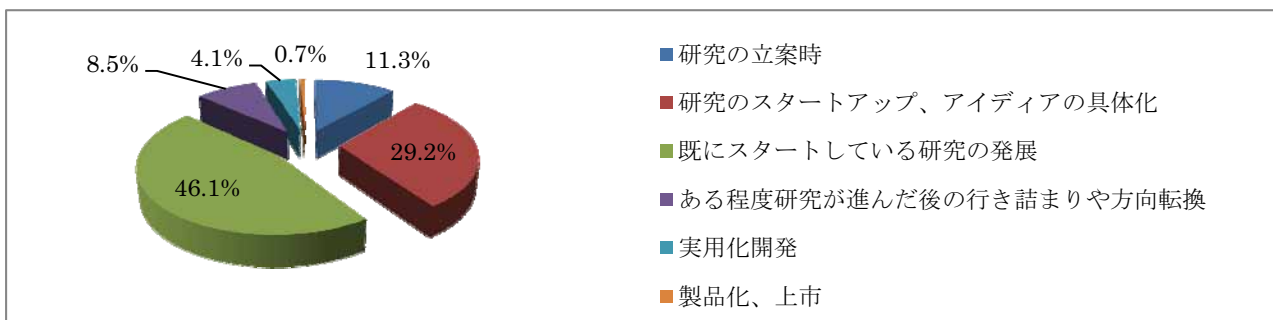 8.5%
4.1%
0.7%
11.3%
29.2%
46.1%
研究の立案時
研究のスタートアップ、アイディアの具体化
既にスタートしている研究の発展
ある程度研究が進んだ後の行き詰まりや方向転換
実用化開発
製品化、上市